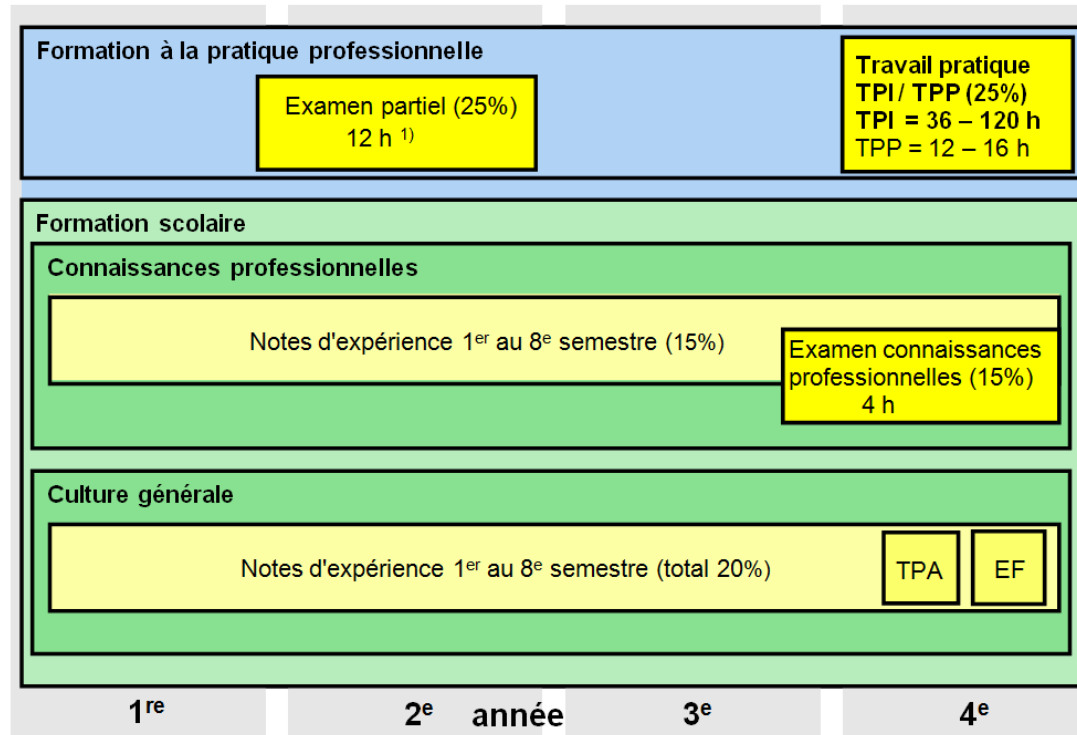 Formation à la pratique professionnelle
Examen partiel (25%)
12 h ¹⁾
Travail pratique
TPI / TPP (25%)
TPI = 36 – 120 h
TPP = 12 – 16 h
Formation scolaire
Connaissances professionnelles
Notes d'expérience 1ᵉʳ au 8ᵉ semestre (15%)
Examen connaissances
professionnelles (15%)
4 h
Culture générale
Notes d'expérience 1ᵉʳ au 8ᵉ semestre (total 20%)
TPA
EF
1ʳᵉ 2ᵉ année 3ᵉ 4ᵉ